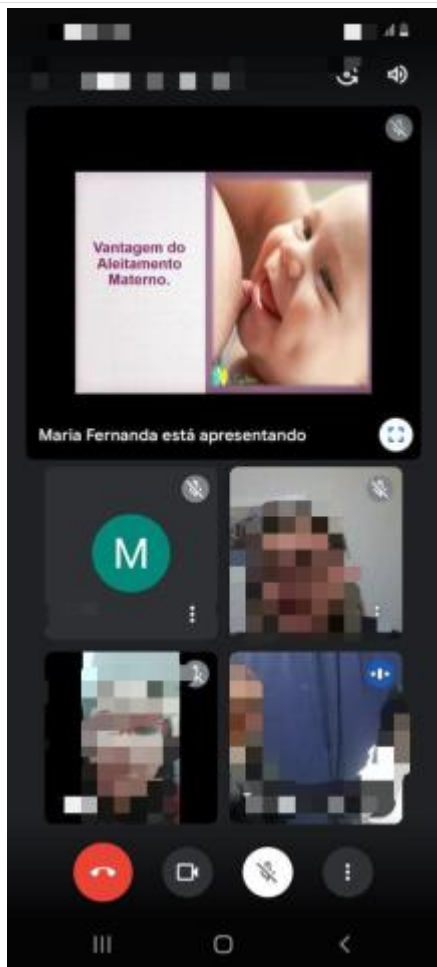 Vantagem do
Aleitamento
Materno.
Maria Fernanda está apresentando
M